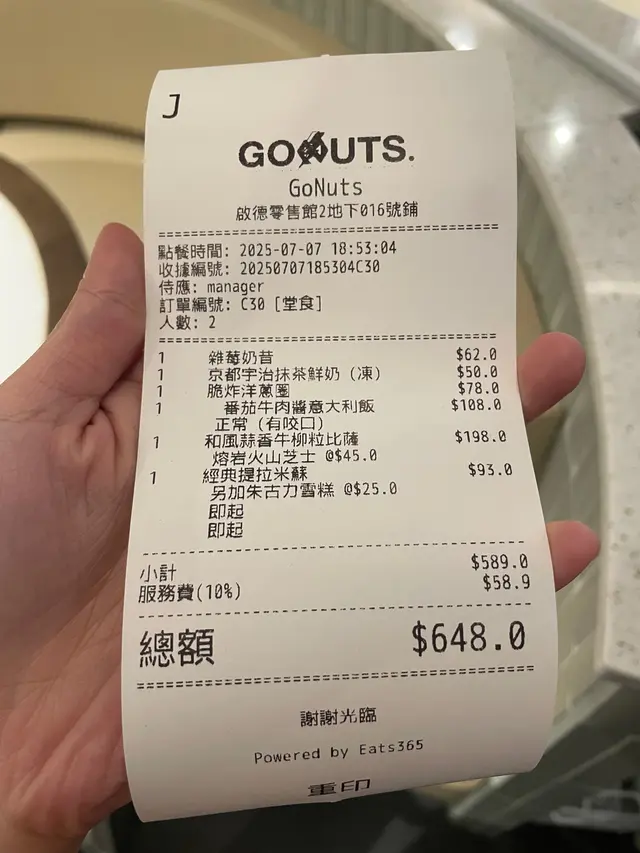 J
GONUTS.
GoNuts
啟德零售館2地下016號鋪
點餐時間: 2025-07-07 18:53:04
收據編號: 20250707185304C30
侍應: manager
訂單編號: C30 [堂食]
人數: 2
1 雜莓奶昔 $62.0
1 京都宇治抹茶鮮奶 (凍) $50.0
1 脆炸洋蔥圈 $78.0
1 番茄牛肉醬意大利飯 $108.0
正常 (有咬口)
1 和風蒜香牛柳粒比薩 $198.0
熔岩火山芝士 @$45.0
1 經典提拉米蘇 $93.0
另加朱古力雪糕 @$25.0
即起
即起
小計 $589.0
服務費(10%) $58.9
總額 $648.0
謝謝光臨
Powered by Eats365
重印